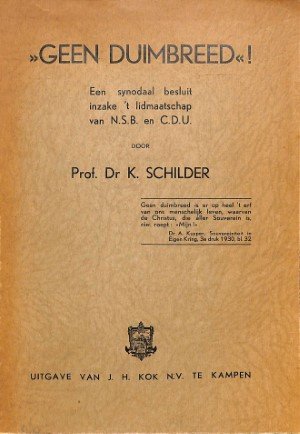 »GEEN DUIMBREED«!
Een synodaal besluit
inzake 't lidmaatschap
van N.S.B. en C.D.U.
DOOR
Prof. Dr K. SCHILDER
Geen duimbreed is er op heel 't erf
van ons menschelijk leven, waarvan
de Christus, die aller Souverein is,
niet roept: »Mijn!«
Dr A. Kuyper, Souvereiniteit in
Eigen Kring, 3e druk 1930, bl 32
UITGAVE VAN J. H. KOK N.V. TE KAMPEN